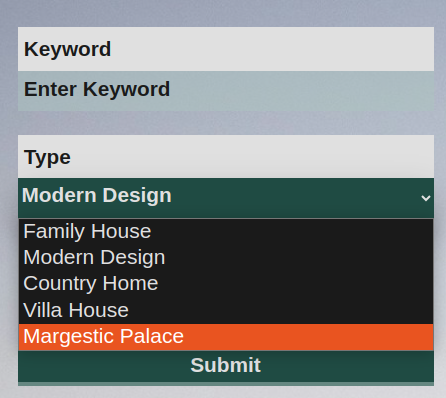 Keyword
Enter Keyword
Type
Modern Design
Family House
Modern Design
Country Home
Villa House
Margestic Palace
Submit